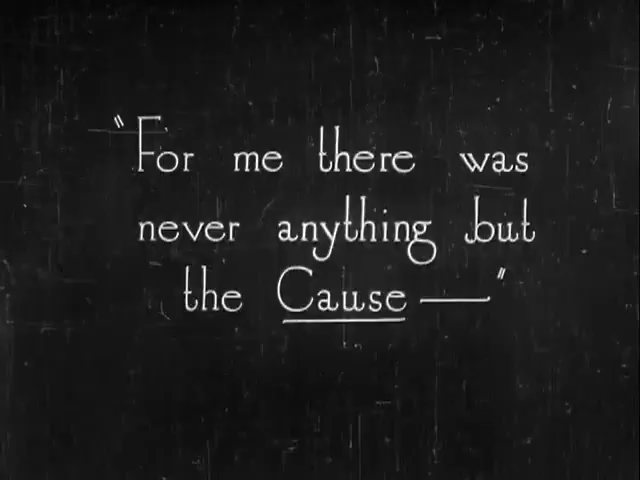 "For me there was
never anything but
the Cause —"